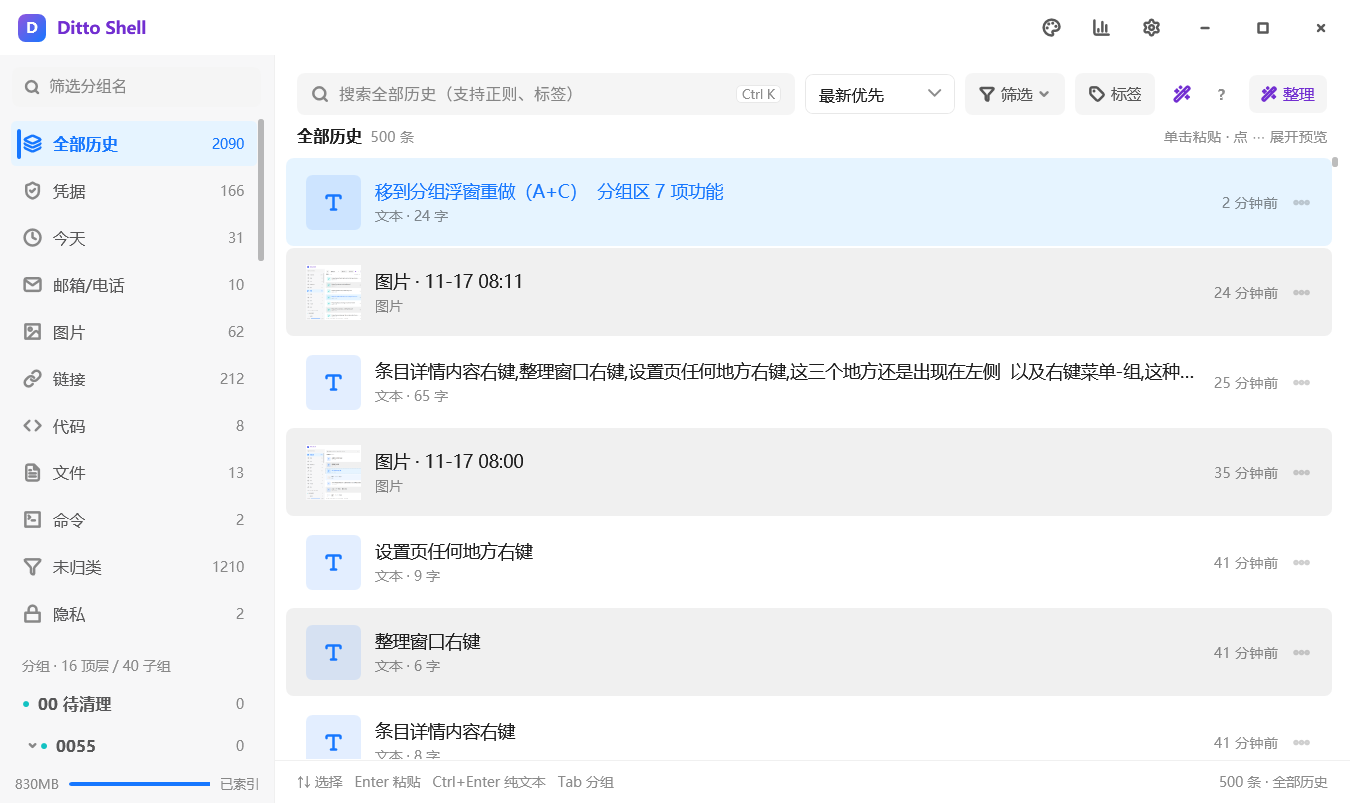 D Ditto Shell
筛选分组名
全部历史 2090
凭据 166
今天 31
邮箱/电话 10
图片 62
链接 212
代码 8
文件 13
命令 2
未归类 1210
隐私 2
分组 · 16 顶层 / 40 子组
00 待清理 0
0055 0
830MB 已索引
搜索全部历史（支持正则、标签） Ctrl K
最新优先
筛选
标签
?
整理
全部历史 500 条
单击粘贴 · 点 ··· 展开预览
移到分组浮窗重做（A+C） 分组区 7 项功能
文本 · 24 字
2 分钟前
图片 · 11-17 08:11
图片
24 分钟前
条目详情内容右键,整理窗口右键,设置页任何地方右键,这三个地方还是出现在左侧 以及右键菜单-组,这种...
文本 · 65 字
25 分钟前
图片 · 11-17 08:00
图片
35 分钟前
设置页任何地方右键
文本 · 9 字
41 分钟前
整理窗口右键
文本 · 6 字
41 分钟前
条目详情内容右键
文本 · 8 字
41 分钟前
↑↓ 选择 Enter 粘贴 Ctrl+Enter 纯文本 Tab 分组
500 条 · 全部历史